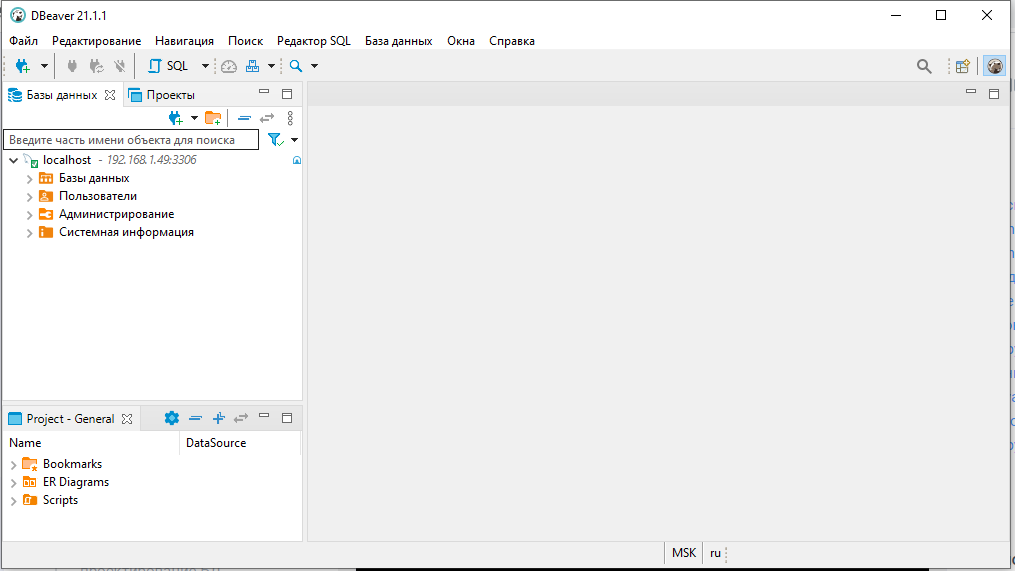 DBeaver 21.1.1
Файл Редактирование Навигация Поиск Редактор SQL База данных Окна Справка
SQL
Базы данных Проекты
Введите часть имени объекта для поиска
localhost - 192.168.1.49:3306
Базы данных
Пользователи
Администрирование
Системная информация
Project - General
Name DataSource
Bookmarks
ER Diagrams
Scripts
MSK ru